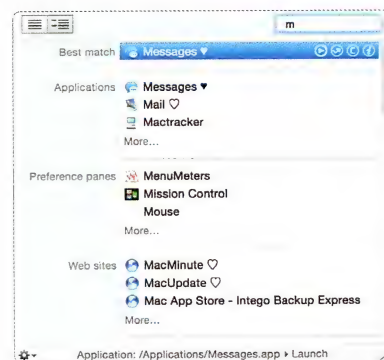 m
Best match Messages ♥
Applications Messages ♥
Mail ♡
Mactracker
More...
Preference panes MenuMeters
Mission Control
Mouse
More...
Web sites MacMinute ♡
MacUpdate ♡
Mac App Store - Intego Backup Express
More...
Application: /Applications/Messages.app ▸ Launch